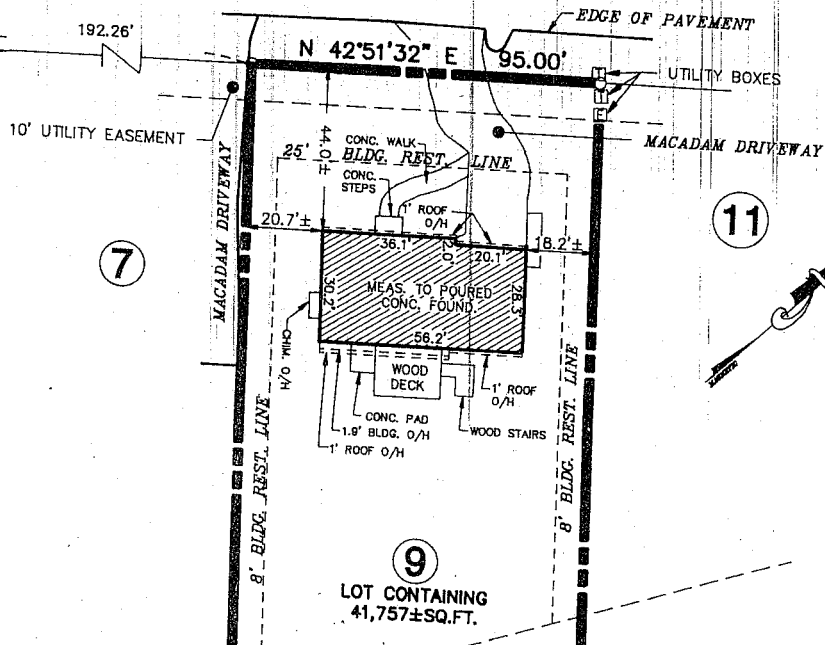 EDGE OF PAVEMENT
192.26'
N 42°51'32" E 95.00'
T
T
E
UTILITY BOXES
10' UTILITY EASEMENT
MACADAM DRIVEWAY
MACADAM DRIVEWAY
44.0'±
CONC. WALK
25' BLDG. REST. LINE
CONC.
STEPS
1' ROOF
O/H
20.7'±
36.1'
2.0'
20.1'
18.2'±
7
11
30.2'
MEAS. TO POURED
CONC. FOUND.
28.3'
56.2'
CHIM. O/H
WOOD
DECK
1' ROOF
O/H
CONC. PAD
WOOD STAIRS
1.9' BLDG. O/H
1' ROOF O/H
8' BLDG. REST. LINE
8' BLDG. REST. LINE
9
LOT CONTAINING
41,757±SQ.FT.